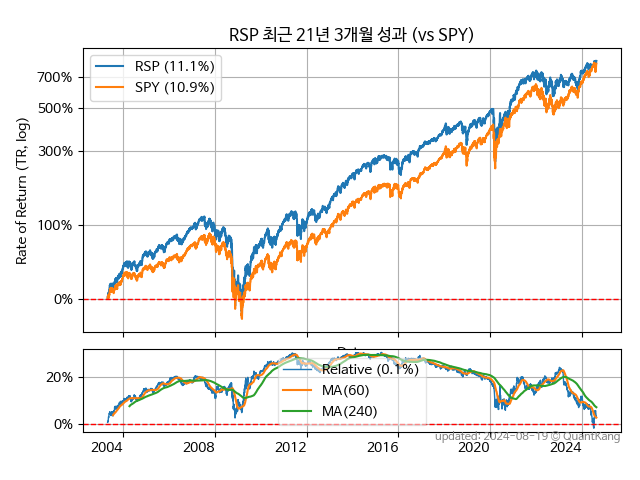 RSP 최근 21년 3개월 성과 (vs SPY)
RSP (11.1%)
SPY (10.9%)
Rate of Return (TR, log)
700%
500%
300%
100%
0%
Relative (0.1%)
MA(60)
MA(240)
20%
0%
2004 2008 2012 2016 2020 2024
updated: 2024-08-19 © QuantKang